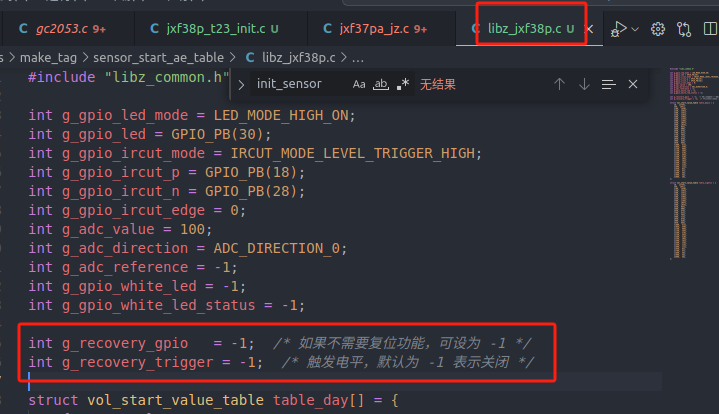 gc2053.c 9+
jxf38p_t23_init.c U
jxf37pa_jz.c 9+
libz_jxf38p.c U
make_tag > sensor_start_ae_table > C libz_jxf38p.c > ...
#include "libz_common.h"
init_sensor
Aa
ab
.*
无结果
int g_gpio_led_mode = LED_MODE_HIGH_ON;
int g_gpio_led = GPIO_PB(30);
int g_gpio_ircut_mode = IRCUT_MODE_LEVEL_TRIGGER_HIGH;
int g_gpio_ircut_p = GPIO_PB(18);
int g_gpio_ircut_n = GPIO_PB(28);
int g_gpio_ircut_edge = 0;
int g_adc_value = 100;
int g_adc_direction = ADC_DIRECTION_0;
int g_adc_reference = -1;
int g_gpio_white_led = -1;
int g_gpio_white_led_status = -1;
int g_recovery_gpio   = -1;  /* 如果不需要复位功能，可设为 -1 */
int g_recovery_trigger = -1;  /* 触发电平，默认为 -1 表示关闭 */
struct vol_start_value_table table_day[] = {